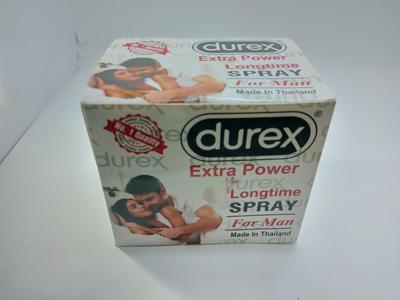 durex
Extra Power
+
Longtime
SPRAY
For Man
Made In Thailand
No. 1 Quality
durex®
Extra Power
+
Longtime
SPRAY
For Man
Made In Thailand